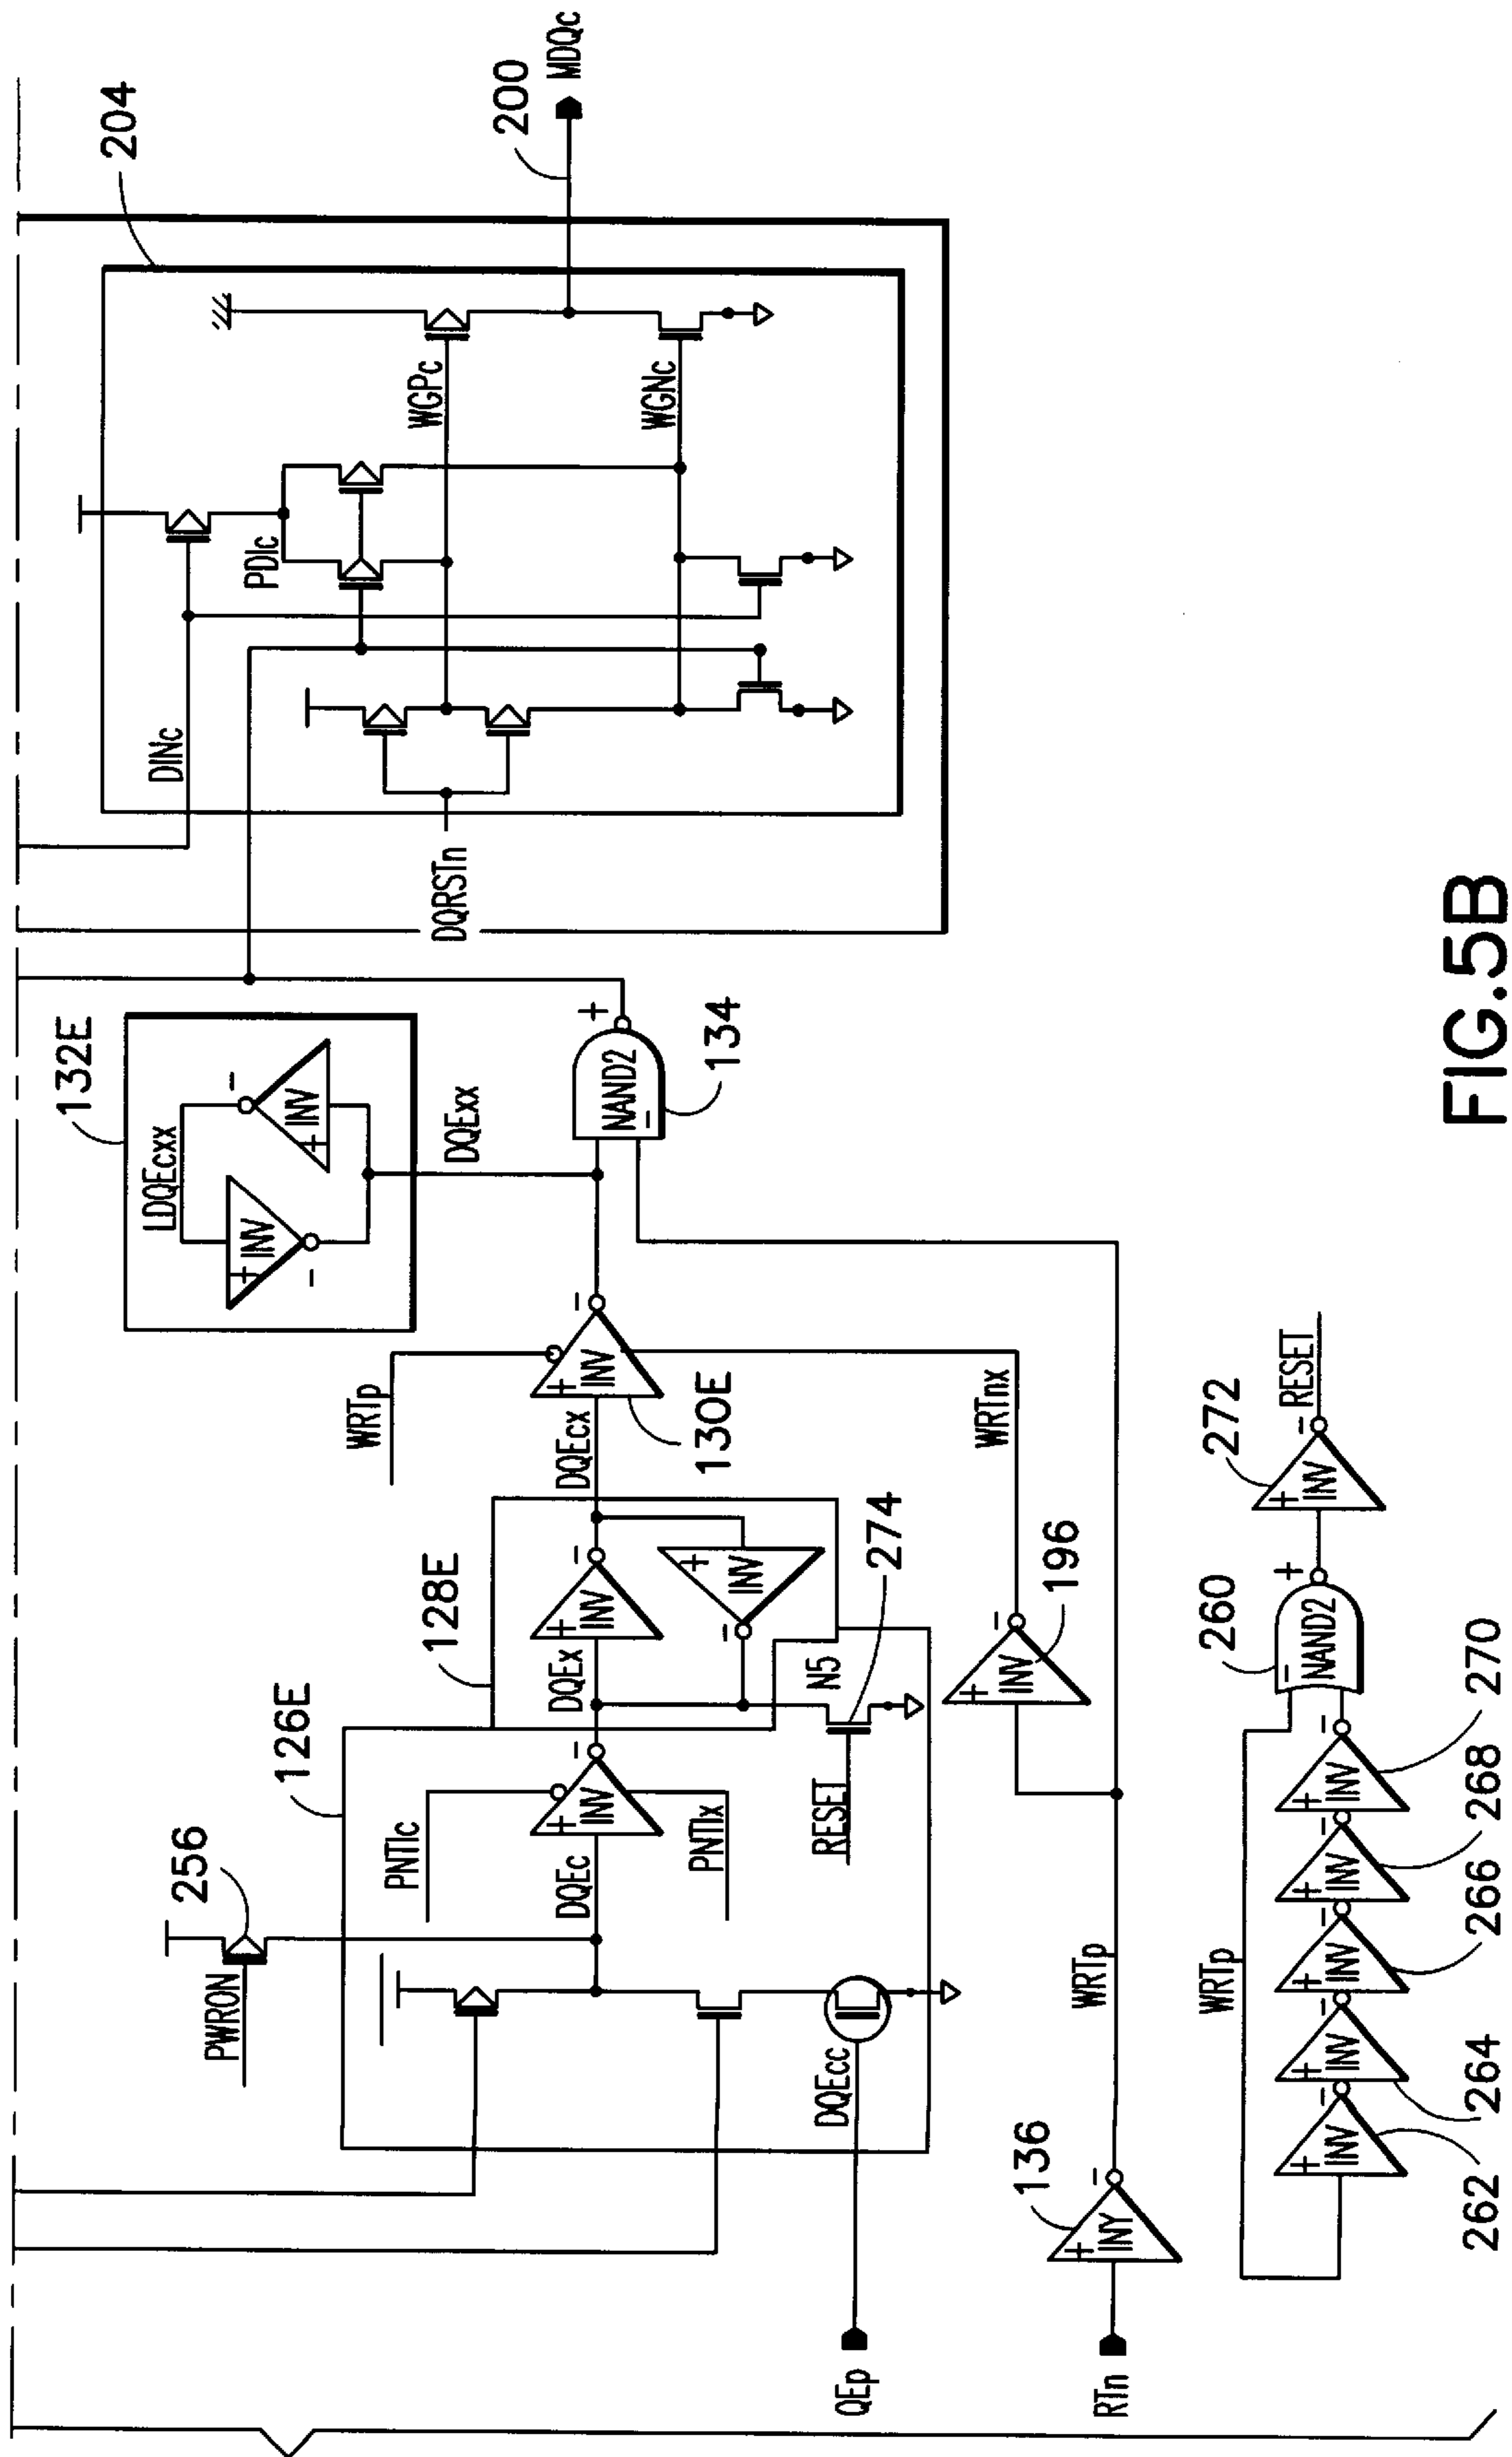 204
200
MDQc
DINc
PDIc
WGPc
WGNc
DQRSTn
132E
LDQEcxx
INV
+
-
INV
+
-
DQExx
+
NAND2
-
134
WRTp
+
INV
-
130E
DQEcx
WRTnx
128E
+
INV
-
+
INV
-
DQEx
N5
274
RESET
126E
PNTIc
+
INV
-
PNTIx
DQEc
256
PWRON
DQEcc
QEp
+
INV
-
196
WRTp
136
+
INY
-
RTn
WRTp
+
INV
-
262
+
INV
-
264
+
INV
-
266
+
INV
-
268
+
INV
-
270
260
-
NAND2
+
272
+
INV
-
RESET
FIG.5B